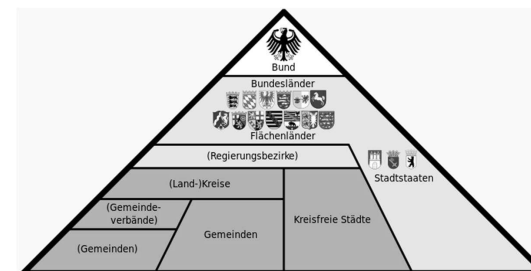 Bund
Bundesländer
Flächenländer
(Regierungsbezirke)
Stadtstaaten
(Land-)Kreise
(Gemeinde-
verbände)
Kreisfreie Städte
Gemeinden
(Gemeinden)